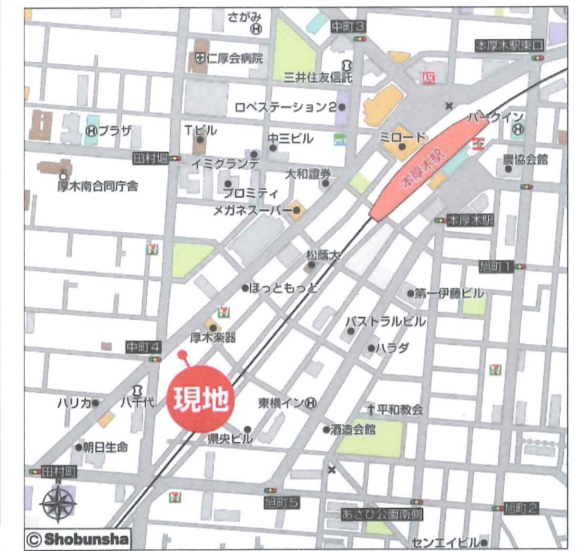 さがみ
中町3
本厚木駅東口
仁厚会病院
三井住友信託
ロペステーション2
パークイン
プラザ
Tビル
中三ビル
ミロード
田村堀
イミグランデ
農協会館
厚木南合同庁舎
大和證券
本厚木駅
プロミティ
メガネスーパー
本厚木駅
松蔭大
旭町1
ほっともっと
第一伊藤ビル
厚木楽器
パストラルビル
中町4
ハラダ
現地
ハリカ
八千代
東横イン
平和教会
県央ビル
酒造会館
朝日生命
田村町
旭町5
あさひ公園南側
旭町2
© Shobunsha
センエイビル